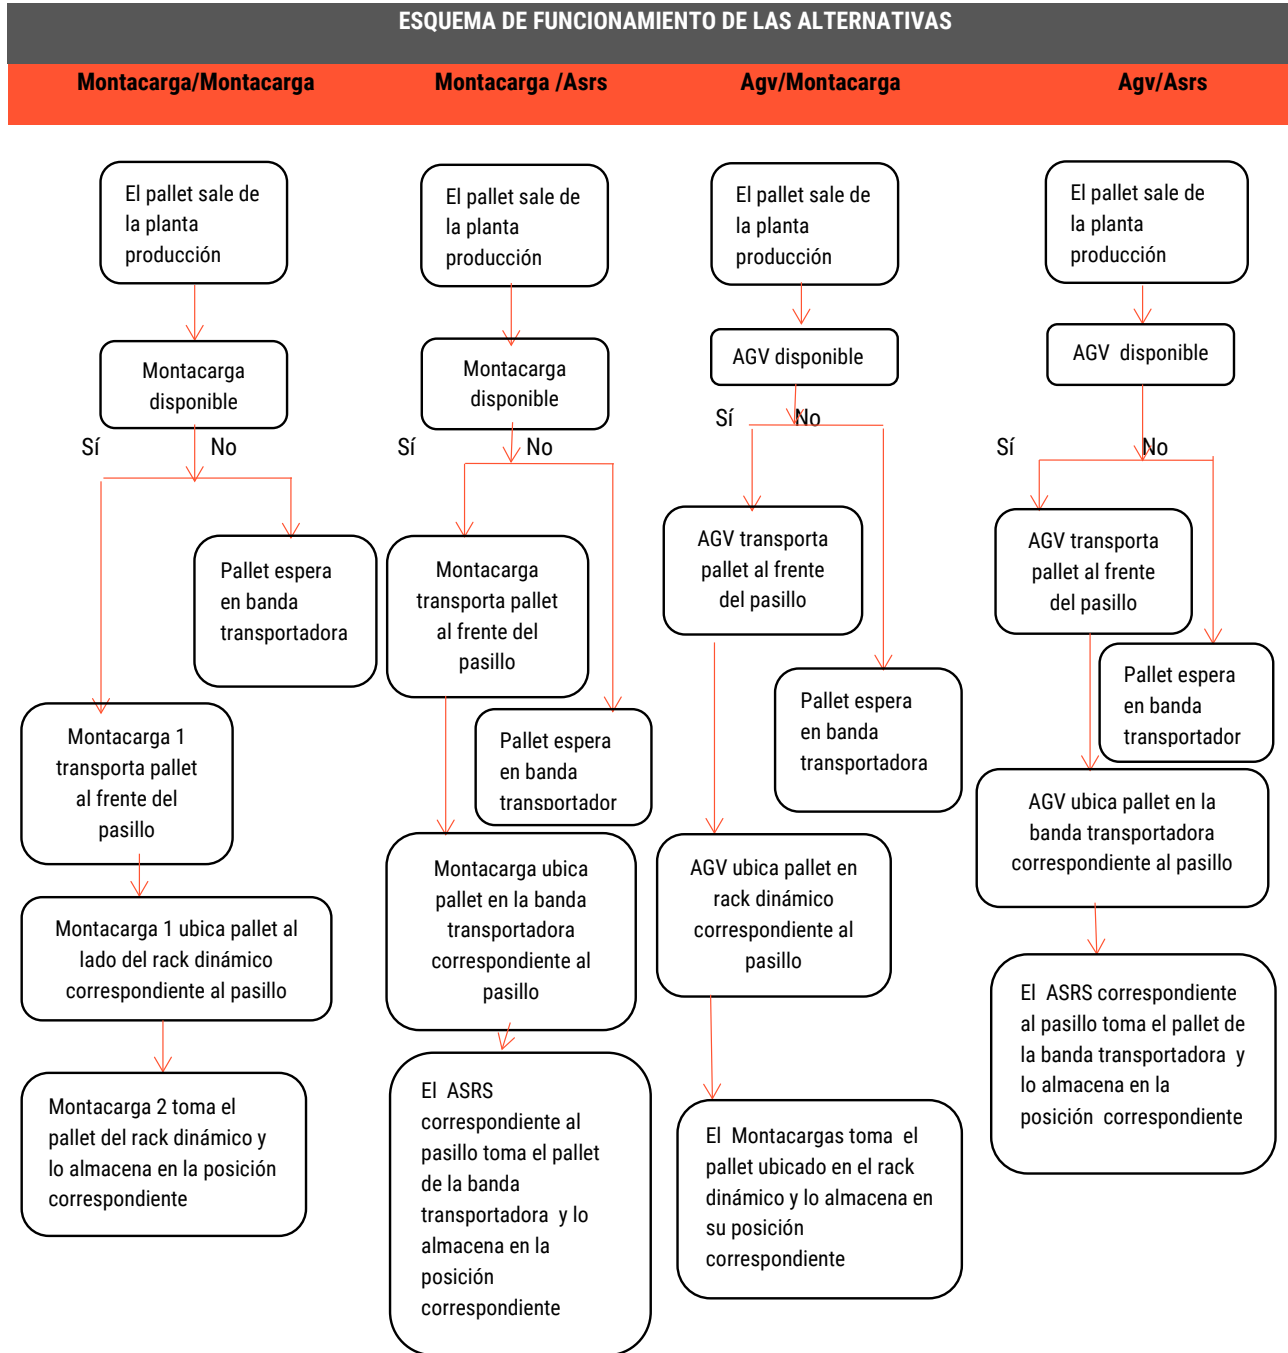 ESQUEMA DE FUNCIONAMIENTO DE LAS ALTERNATIVAS
Montacarga/Montacarga
Montacarga /Asrs
Agv/Montacarga
Agv/Asrs
El pallet sale de
la planta
producción
Montacarga
disponible
Sí
No
Pallet espera
en banda
transportadora
Montacarga 1
transporta pallet
al frente del
pasillo
Montacarga 1 ubica pallet al
lado del rack dinámico
correspondiente al pasillo
Montacarga 2 toma el
pallet del rack dinámico y
lo almacena en la posición
correspondiente
El pallet sale de
la planta
producción
Montacarga
disponible
Sí
No
Montacarga
transporta pallet
al frente del
pasillo
Pallet espera
en banda
transportador
Montacarga ubica
pallet en la banda
transportadora
correspondiente al
pasillo
El ASRS
correspondiente al
pasillo toma el pallet
de la banda
transportadora y lo
almacena en la
posición
correspondiente
El pallet sale de
la planta
producción
AGV disponible
Sí
No
AGV transporta
pallet al frente
del pasillo
Pallet espera
en banda
transportadora
AGV ubica pallet en
rack dinámico
correspondiente al
pasillo
El Montacargas toma el
pallet ubicado en el rack
dinámico y lo almacena en
su posición
correspondiente
El pallet sale de
la planta
producción
AGV disponible
Sí
No
AGV transporta
pallet al frente
del pasillo
Pallet espera
en banda
transportador
AGV ubica pallet en la
banda transportadora
correspondiente al pasillo
El ASRS correspondiente
al pasillo toma el pallet de
la banda transportadora y
lo almacena en la
posición correspondiente